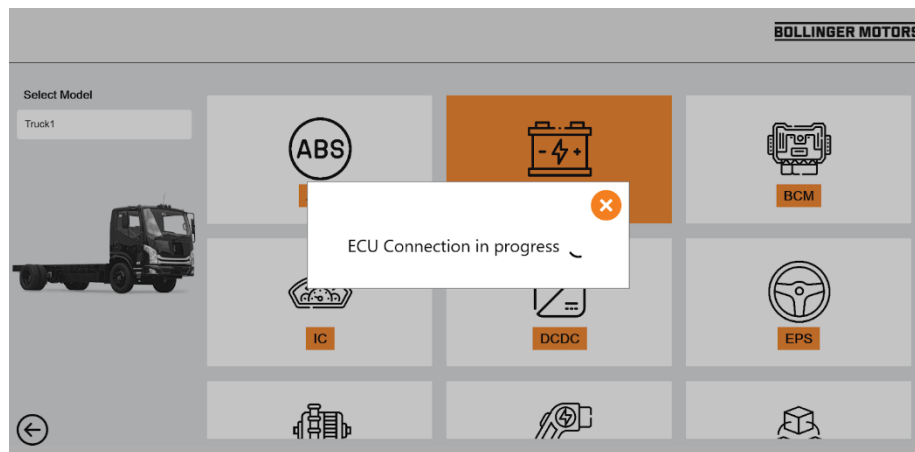 BOLLINGER MOTORS
Select Model
Truck1
ABS
- +
BCM
ECU Connection in progress
IC
DCDC
EPS